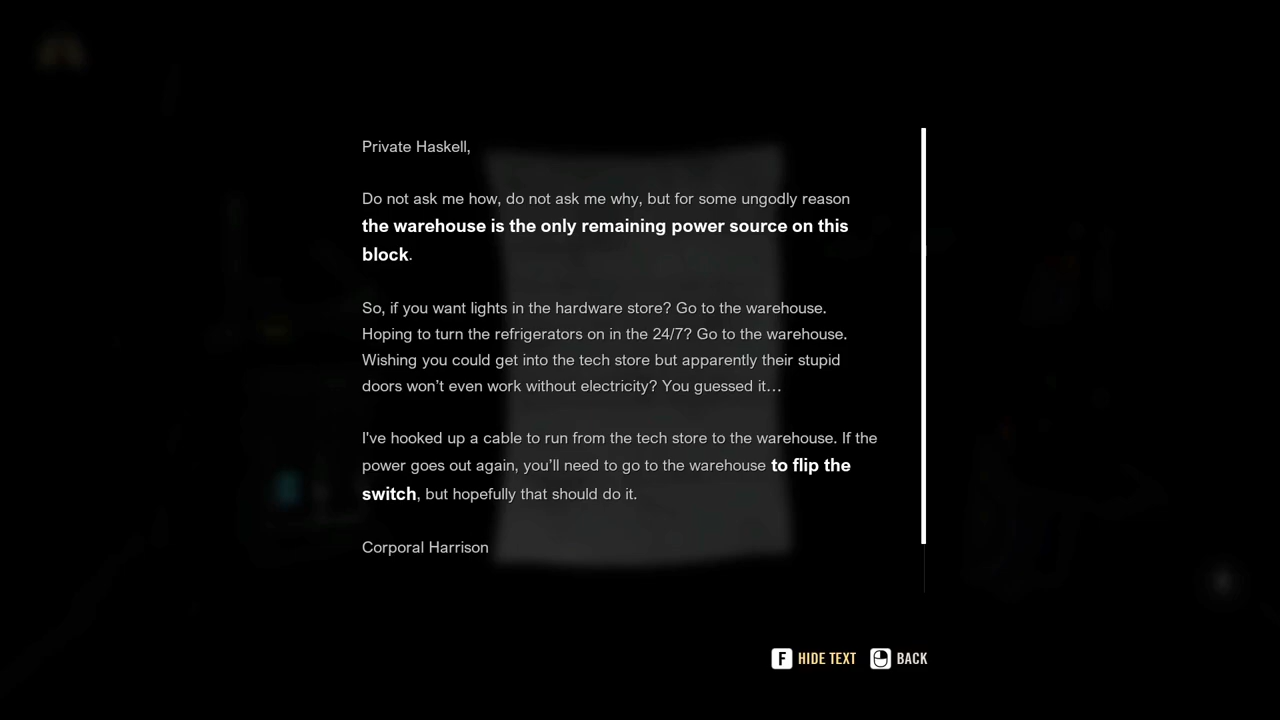 Private Haskell,
Do not ask me how, do not ask me why, but for some ungodly reason
the warehouse is the only remaining power source on this
block.
So, if you want lights in the hardware store? Go to the warehouse.
Hoping to turn the refrigerators on in the 24/7? Go to the warehouse.
Wishing you could get into the tech store but apparently their stupid
doors won’t even work without electricity? You guessed it…
I've hooked up a cable to run from the tech store to the warehouse. If the
power goes out again, you’ll need to go to the warehouse to flip the
switch, but hopefully that should do it.
Corporal Harrison
F HIDE TEXT BACK